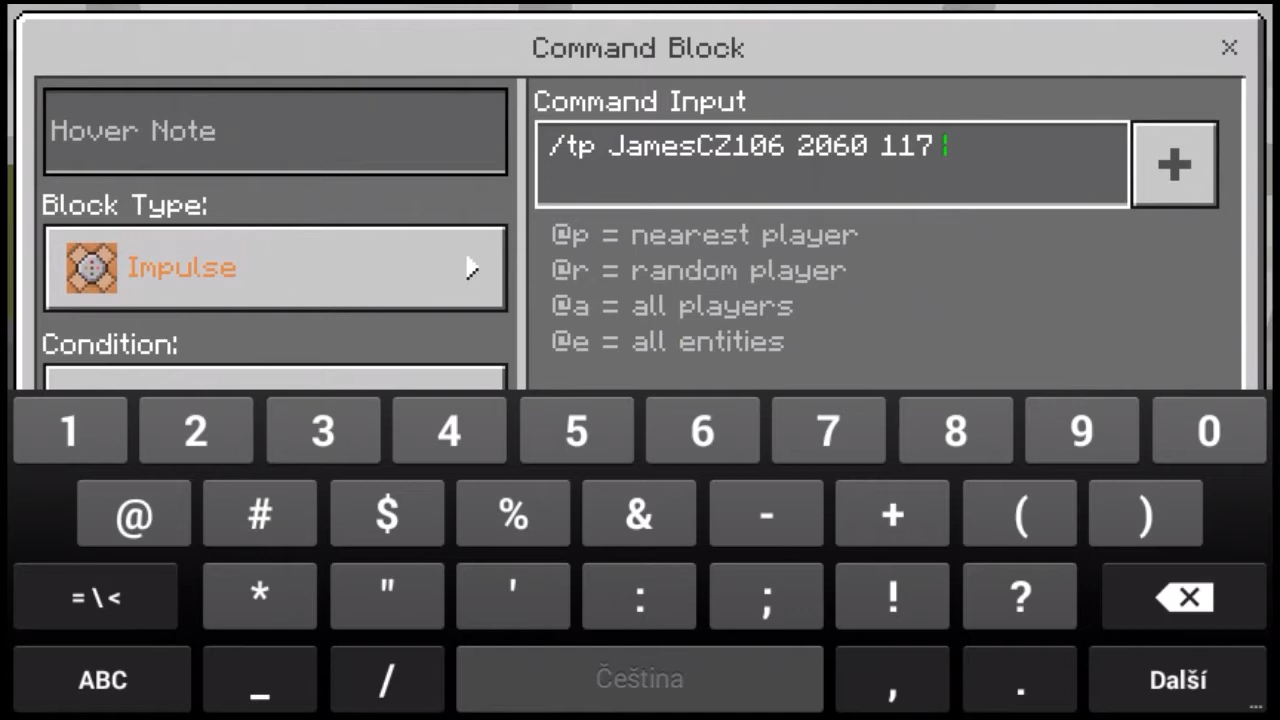 Command Block
Hover Note
Block Type:
Impulse
Condition:
Command Input
/tp JamesCZ106 2060 117
@p = nearest player
@r = random player
@a = all players
@e = all entities
1 2 3 4 5 6 7 8 9 0
@ # $ % & - + ( )
= \ < * " ' : ; ! ?
ABC _ / Čeština , . Další
...